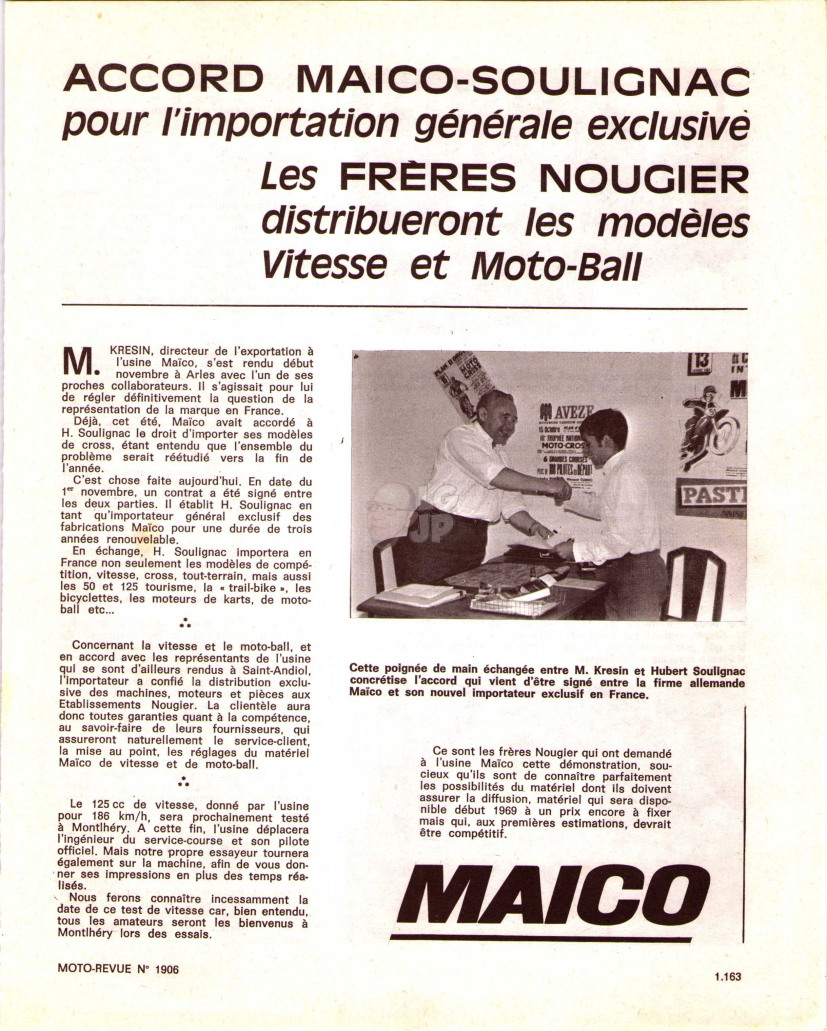 ACCORD MAICO-SOULIGNAC
pour l'importation générale exclusive
Les FRÈRES NOUGIER
distribueront les modèles
Vitesse et Moto-Ball
M. KRESIN, directeur de l'exportation à
l'usine Maïco, s'est rendu début
novembre à Arles avec l'un de ses
proches collaborateurs. Il s'agissait pour lui
de régler définitivement la question de la
représentation de la marque en France.
Déjà, cet été, Maïco avait accordé à
H. Soulignac le droit d'importer ses modèles
de cross, étant entendu que l'ensemble du
problème serait réétudié vers la fin de
l'année.
C'est chose faite aujourd'hui. En date du
1er novembre, un contrat a été signé entre
les deux parties. Il établit H. Soulignac en
tant qu'importateur général exclusif des
fabrications Maïco pour une durée de trois
années renouvelable.
En échange, H. Soulignac importera en
France non seulement les modèles de compé-
tition, vitesse, cross, tout-terrain, mais aussi
les 50 et 125 tourisme, la « trail-bike », les
bicyclettes, les moteurs de karts, de moto-
ball etc...
Concernant la vitesse et le moto-ball, et
en accord avec les représentants de l'usine
qui se sont d'ailleurs rendus à Saint-Andiol,
l'importateur a confié la distribution exclu-
sive des machines, moteurs et pièces aux
Etablissements Nougier. La clientèle aura
donc toutes garanties quant à la compétence,
au savoir-faire de leurs fournisseurs, qui
assureront naturellement le service-client,
la mise au point, les réglages du matériel
Maïco de vitesse et de moto-ball.
Le 125 cc de vitesse, donné par l'usine
pour 186 km/h, sera prochainement testé
à Montlhéry. A cette fin, l'usine déplacera
l'ingénieur du service-course et son pilote
officiel. Mais notre propre essayeur tournera
également sur la machine, afin de vous don-
ner ses impressions en plus des temps réa-
lisés.
Nous ferons connaître incessamment la
date de ce test de vitesse car, bien entendu,
tous les amateurs seront les bienvenus à
Montlhéry lors des essais.
13
AVEZE
15 Octobre
TROPHÉE NATIONAL
MOTO-CROSS
6 GRANDES COURSES
PLUS DE 100 PILOTES AU DÉPART
PASTI
JG
JP
Cette poignée de main échangée entre M. Kresin et Hubert Soulignac
concrétise l'accord qui vient d'être signé entre la firme allemande
Maïco et son nouvel importateur exclusif en France.
Ce sont les frères Nougier qui ont demandé
à l'usine Maïco cette démonstration, sou-
cieux qu'ils sont de connaître parfaitement
les possibilités du matériel dont ils doivent
assurer la diffusion, matériel qui sera dispo-
nible début 1969 à un prix encore à fixer
mais qui, aux premières estimations, devrait
être compétitif.
MAICO
MOTO-REVUE N° 1906
1.163